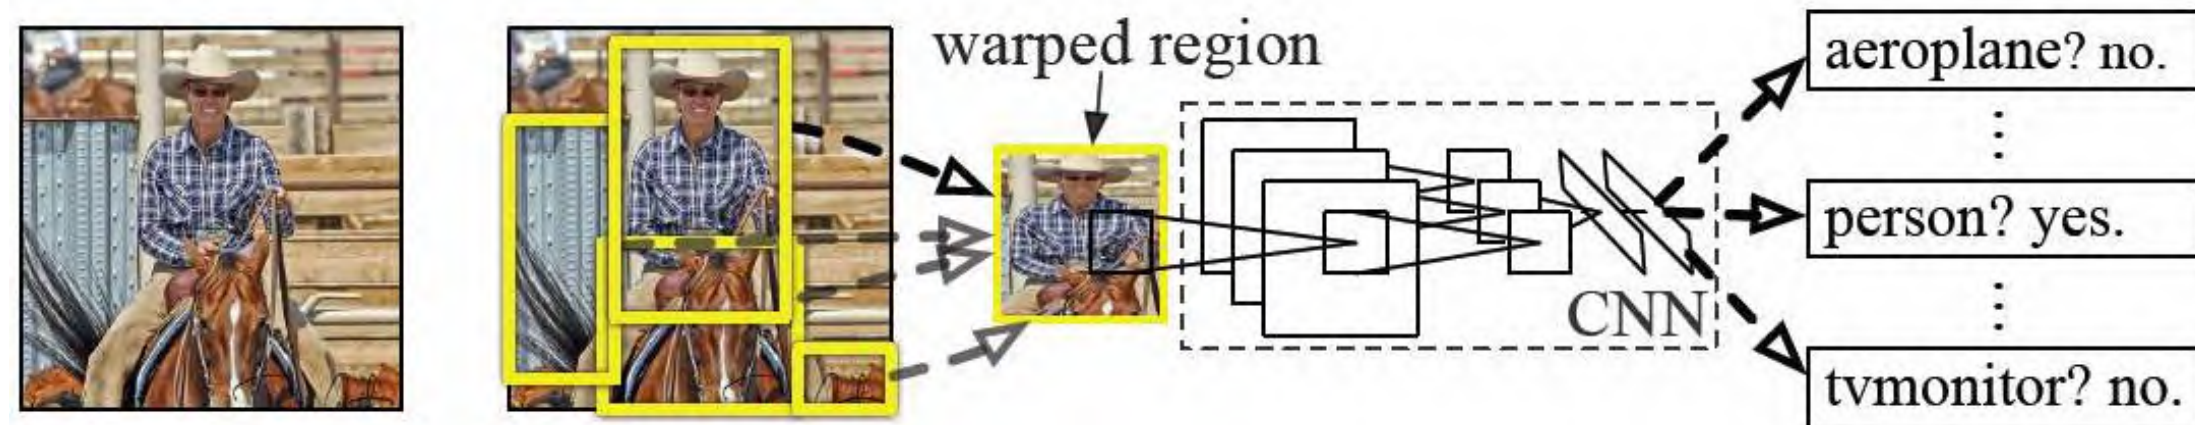 warped region
CNN
aeroplane? no.
person? yes.
tvmonitor? no.